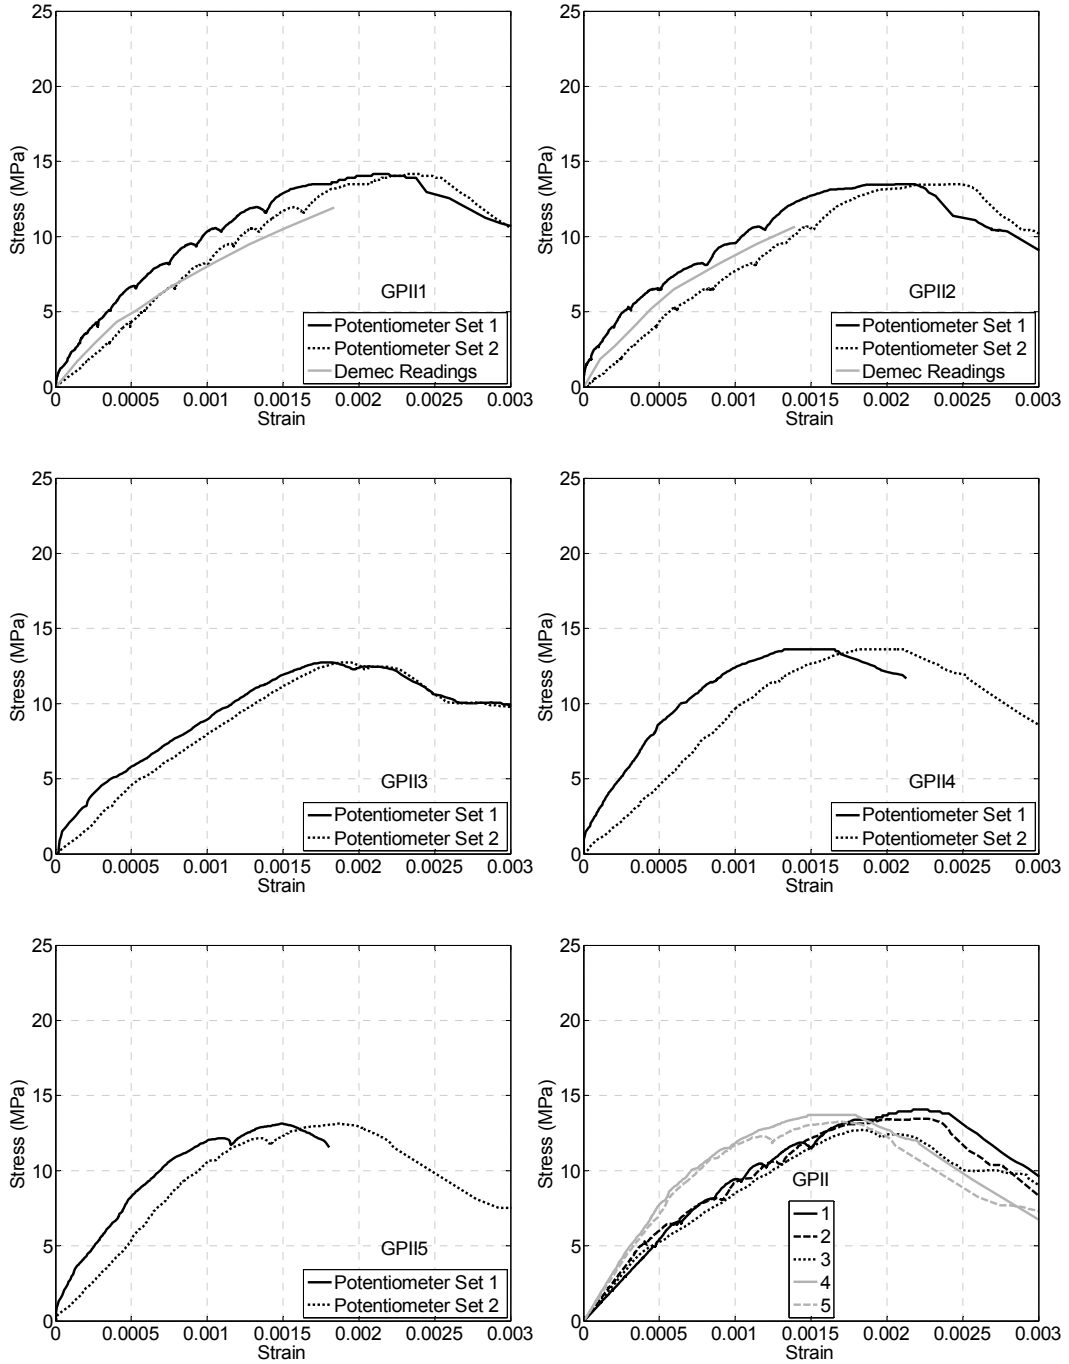 25
20
15
10
5
0
Stress (MPa)
0 0.0005 0.001 0.0015 0.002 0.0025 0.003
Strain
GPII1
Potentiometer Set 1
Potentiometer Set 2
Demec Readings
25
20
15
10
5
0
Stress (MPa)
0 0.0005 0.001 0.0015 0.002 0.0025 0.003
Strain
GPII2
Potentiometer Set 1
Potentiometer Set 2
Demec Readings
25
20
15
10
5
0
Stress (MPa)
0 0.0005 0.001 0.0015 0.002 0.0025 0.003
Strain
GPII3
Potentiometer Set 1
Potentiometer Set 2
25
20
15
10
5
0
Stress (MPa)
0 0.0005 0.001 0.0015 0.002 0.0025 0.003
Strain
GPII4
Potentiometer Set 1
Potentiometer Set 2
25
20
15
10
5
0
Stress (MPa)
0 0.0005 0.001 0.0015 0.002 0.0025 0.003
Strain
GPII5
Potentiometer Set 1
Potentiometer Set 2
25
20
15
10
5
0
Stress (MPa)
0 0.0005 0.001 0.0015 0.002 0.0025 0.003
Strain
GPII
1
2
3
4
5